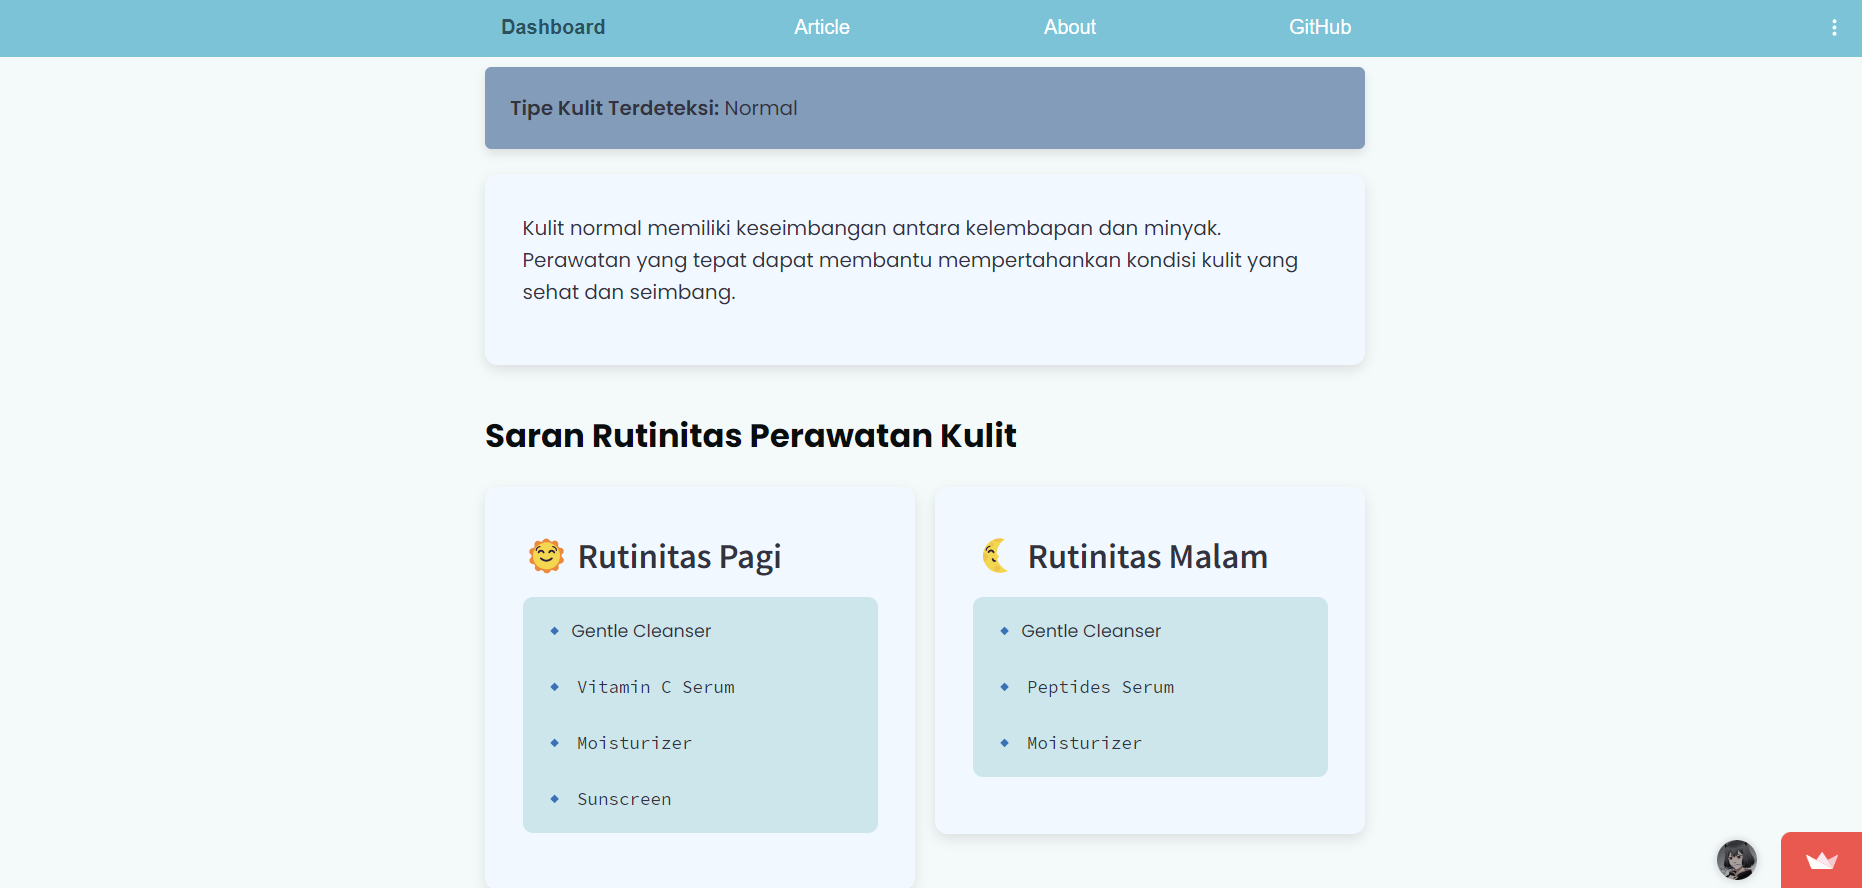 Dashboard
Article
About
GitHub
Tipe Kulit Terdeteksi: Normal
Kulit normal memiliki keseimbangan antara kelembapan dan minyak.
Perawatan yang tepat dapat membantu mempertahankan kondisi kulit yang
sehat dan seimbang.
Saran Rutinitas Perawatan Kulit
Rutinitas Pagi
Gentle Cleanser
Vitamin C Serum
Moisturizer
Sunscreen
Rutinitas Malam
Gentle Cleanser
Peptides Serum
Moisturizer